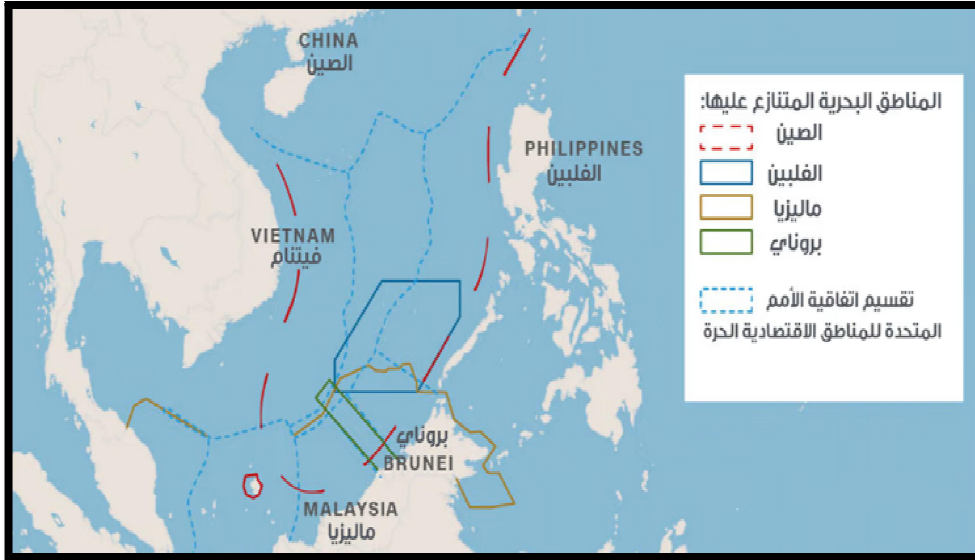 CHINA
الصين
PHILIPPINES
الفلبين
VIETNAM
فيتنام
بروناي
BRUNEI
MALAYSIA
ماليزيا
المناطق البحرية المتنازع عليها:
الصين
الفلبين
ماليزيا
بروناي
تقسيم اتفاقية الأمم
المتحدة للمناطق الاقتصادية الحرة